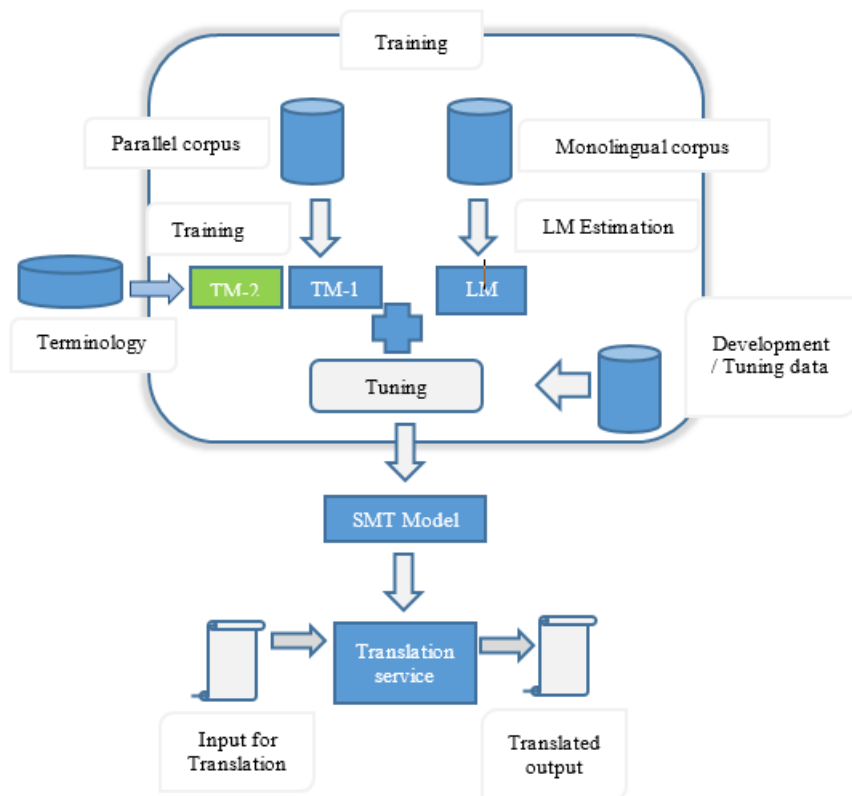 Training
Parallel corpus
Monolingual corpus
Training
LM Estimation
TM-2
TM-1
LM
Terminology
Development
/ Tuning data
Tuning
SMT Model
Translation
service
Input for
Translation
Translated
output